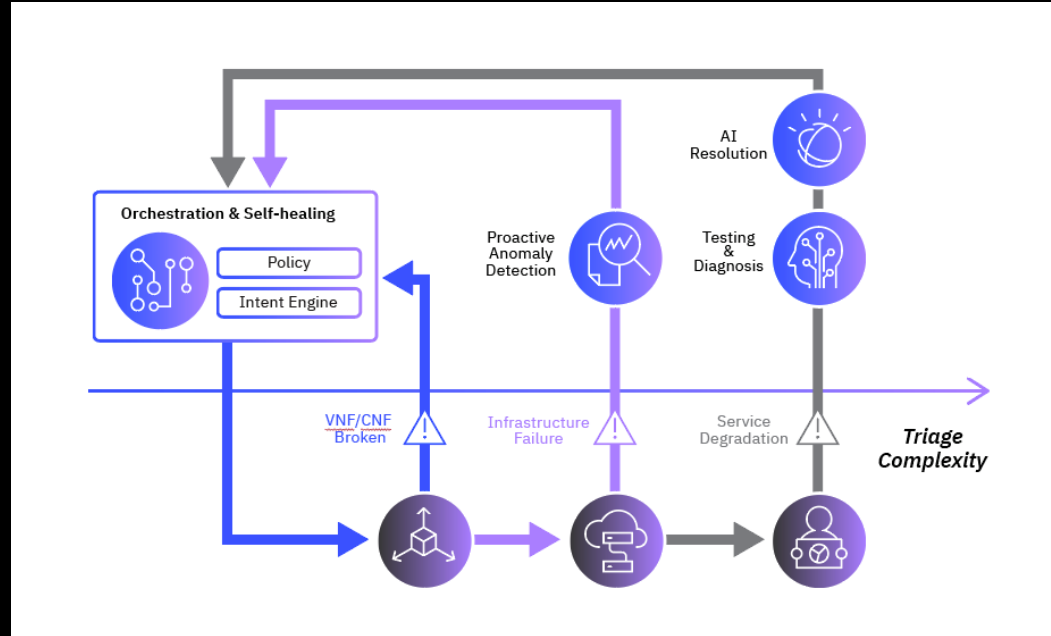 AI
Resolution
Orchestration & Self-healing
Policy
Intent Engine
Proactive
Anomaly
Detection
Testing
&
Diagnosis
VNF/CNF
Broken
Infrastructure
Failure
Service
Degradation
Triage
Complexity